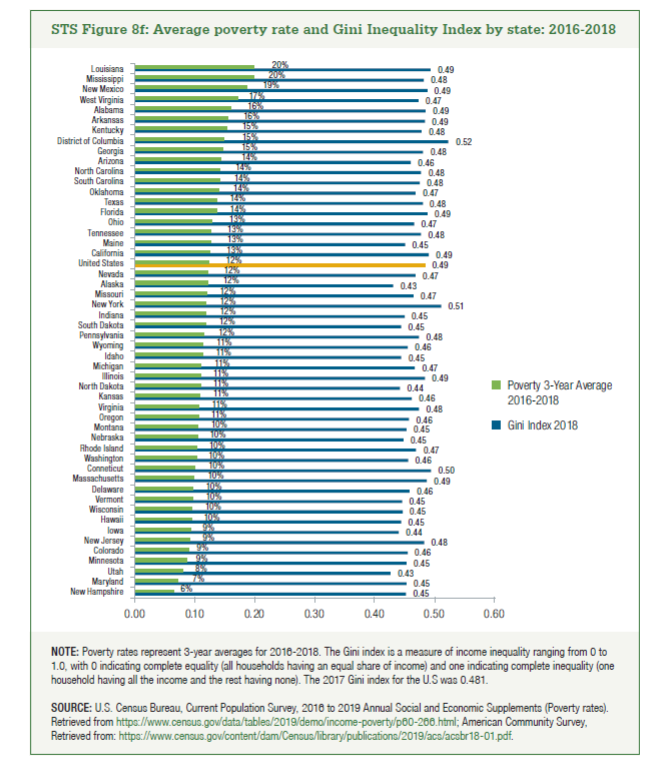 STS Figure 8f: Average poverty rate and Gini Inequality Index by state: 2016-2018
Louisiana 20% 0.49
Mississippi 20% 0.48
New Mexico 19% 0.49
West Virginia 17% 0.47
Alabama 16% 0.49
Arkansas 16% 0.49
Kentucky 15% 0.48
District of Columbia 15% 0.52
Georgia 15% 0.48
Arizona 14% 0.46
North Carolina 14% 0.48
South Carolina 14% 0.48
Oklahoma 14% 0.47
Texas 14% 0.48
Florida 14% 0.49
Ohio 13% 0.47
Tennessee 13% 0.48
Maine 13% 0.45
California 13% 0.49
United States 12% 0.49
Nevada 12% 0.47
Alaska 12% 0.43
Missouri 12% 0.47
New York 12% 0.51
Indiana 12% 0.45
South Dakota 12% 0.45
Pennsylvania 12% 0.48
Wyoming 11% 0.46
Idaho 11% 0.45
Michigan 11% 0.47
Illinois 11% 0.49
North Dakota 11% 0.44
Kansas 11% 0.46
Virginia 11% 0.48
Oregon 11% 0.46
Montana 10% 0.45
Nebraska 10% 0.45
Rhode Island 10% 0.47
Washington 10% 0.46
Conneticut 10% 0.50
Massachusetts 10% 0.49
Delaware 10% 0.46
Vermont 10% 0.45
Wisconsin 10% 0.45
Hawaii 10% 0.45
Iowa 9% 0.44
New Jersey 9% 0.48
Colorado 9% 0.46
Minnesota 9% 0.45
Utah 8% 0.43
Maryland 7% 0.45
New Hampshire 6% 0.45
0.00 0.10 0.20 0.30 0.40 0.50 0.60
Poverty 3-Year Average
2016-2018
Gini Index 2018
NOTE: Poverty rates represent 3-year averages for 2016-2018. The Gini index is a measure of income inequality ranging from 0 to
1.0, with 0 indicating complete equality (all households having an equal share of income) and one indicating complete inequality (one
household having all the income and the rest having none). The 2017 Gini index for the U.S was 0.481.
SOURCE: U.S. Census Bureau, Current Population Survey, 2016 to 2019 Annual Social and Economic Supplements (Poverty rates).
Retrieved from https://www.census.gov/data/tables/2019/demo/income-poverty/p60-266.html; American Community Survey,
Retrieved from: https://www.census.gov/content/dam/Census/library/publications/2019/acs/acsbr18-01.pdf.